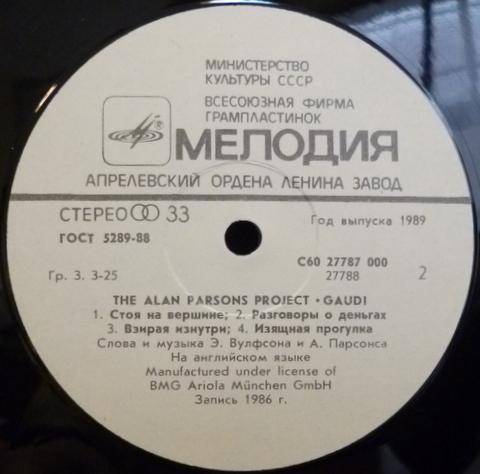 МИНИСТЕРСТВО
КУЛЬТУРЫ СССР
ВСЕСОЮЗНАЯ ФИРМА
ГРАМПЛАСТИНОК
МЕЛОДИЯ
АПРЕЛЕВСКИЙ ОРДЕНА ЛЕНИНА ЗАВОД
СТЕРЕО 33
Год выпуска 1989
ГОСТ 5289-88
С60 27787 000
Гр. 3. 3-25
27788 2
THE ALAN PARSONS PROJECT • GAUDI
1. Стоя на вершине; 2. Разговоры о деньгах
3. Взирая изнутри; 4. Изящная прогулка
Слова и музыка Э. Вулфсона и А. Парсонса
На английском языке
Manufactured under license of
BMG Ariola München GmbH
Запись 1986 г.